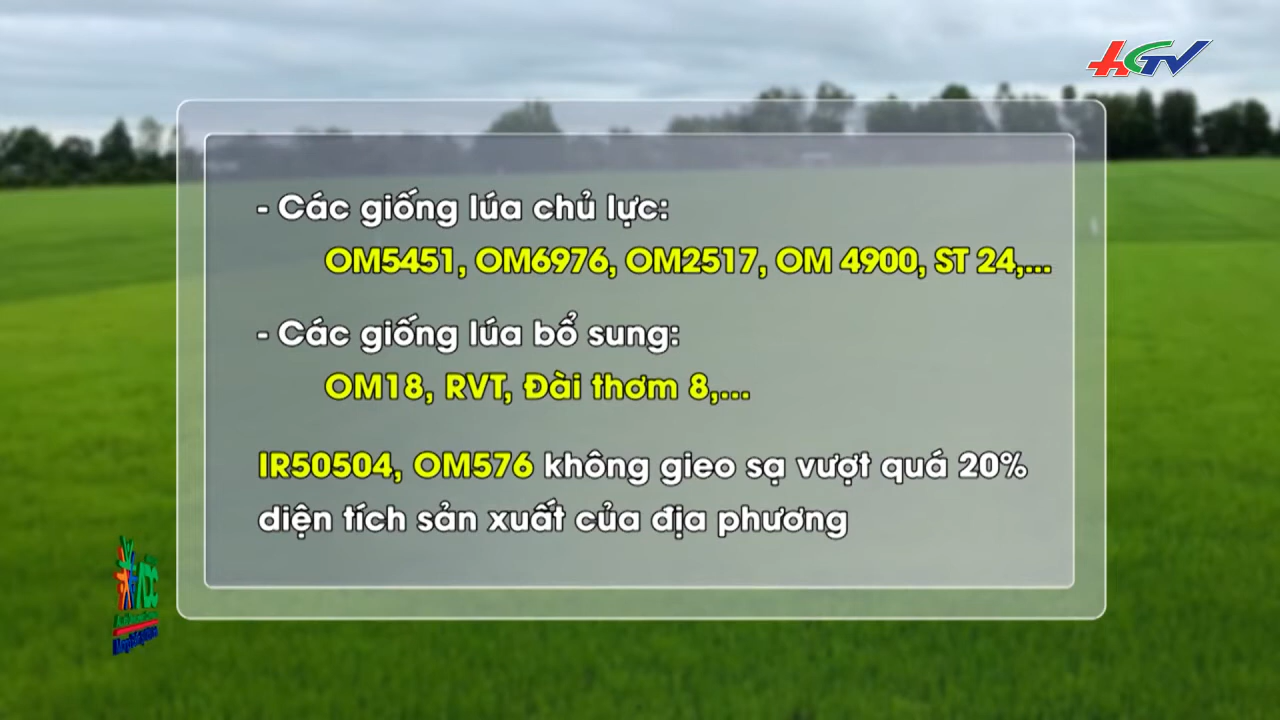 HGTV
- Các giống lúa chủ lực:
OM5451, OM6976, OM2517, OM 4900, ST 24,...
- Các giống lúa bổ sung:
OM18, RVT, Đài thơm 8,...
IR50504, OM576 không gieo sạ vượt quá 20%
diện tích sản xuất của địa phương
ADC